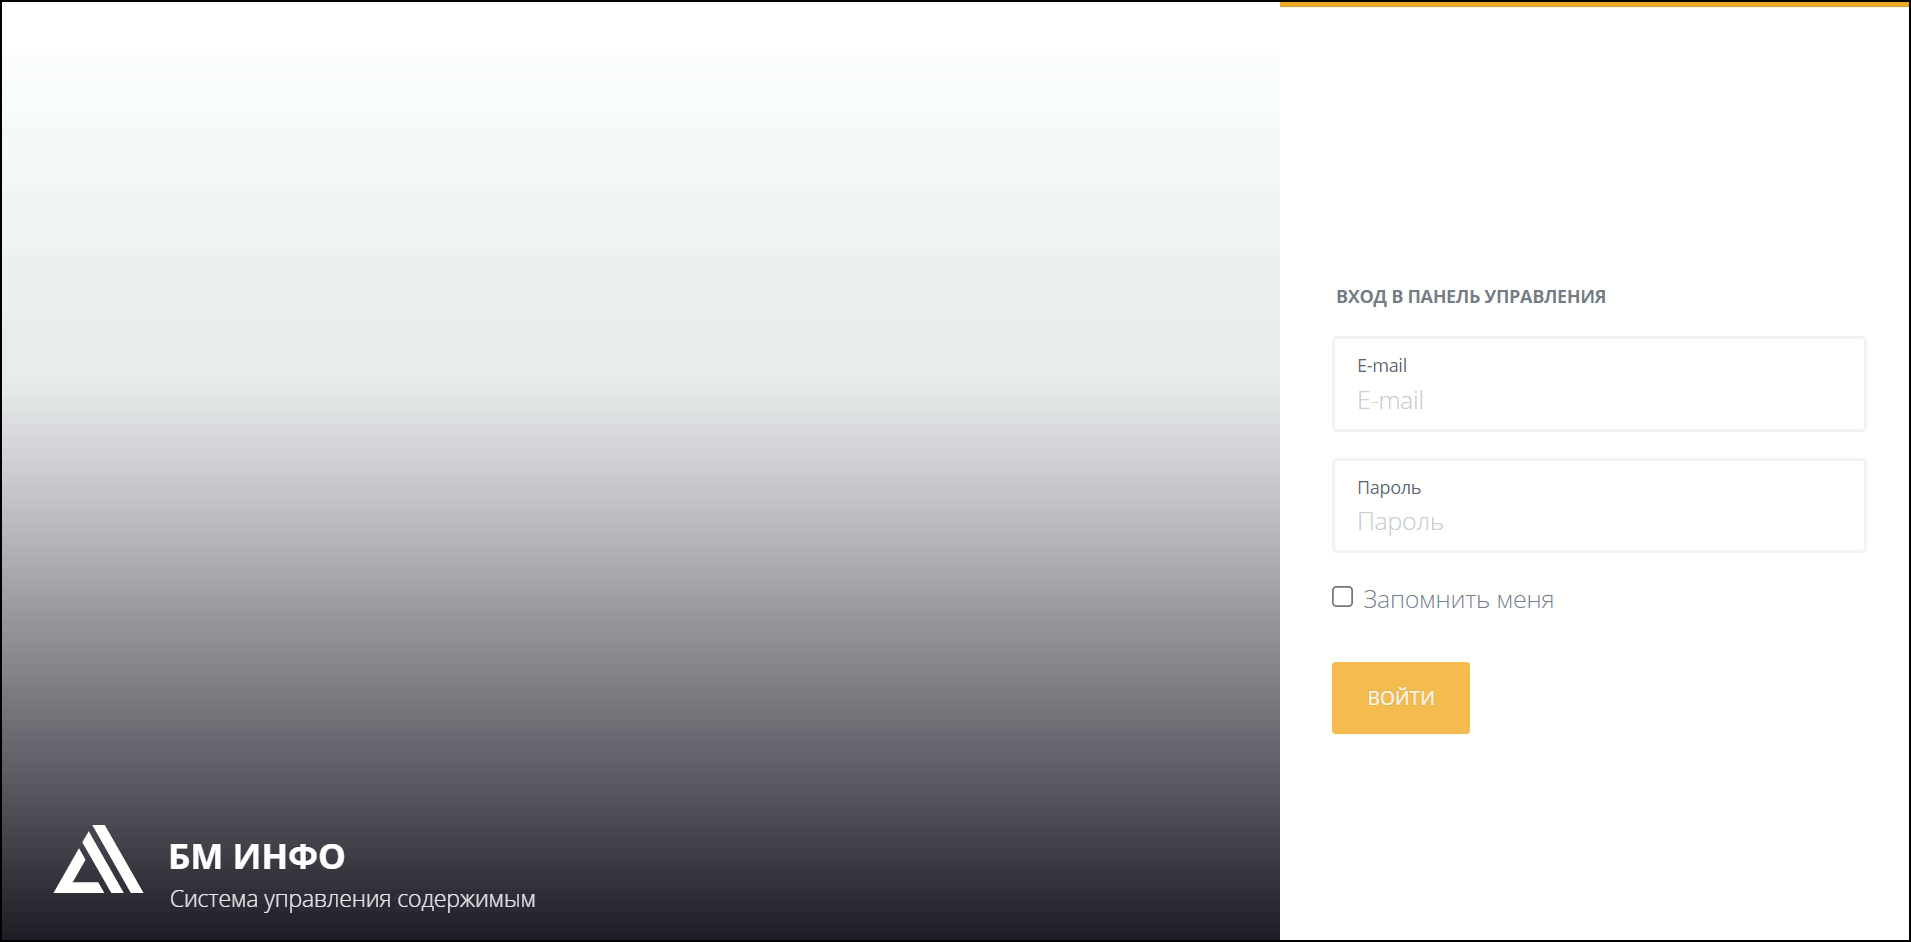 ВХОД В ПАНЕЛЬ УПРАВЛЕНИЯ
E-mail
E-mail
Пароль
Пароль
Запомнить меня
ВОЙТИ
БМ ИНФО
Система управления содержимым